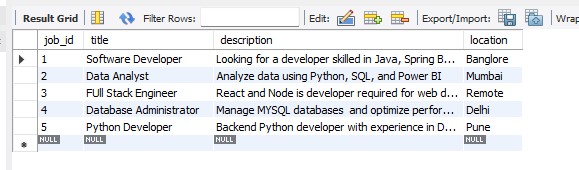 Result Grid Filter Rows: Edit: Export/Import: Wrap
job_id title description location
1 Software Developer Looking for a developer skilled in Java, Spring B... Banglore
2 Data Analyst Analyze data using Python, SQL, and Power BI Mumbai
3 FUll Stack Engineer React and Node is developer required for web d... Remote
4 Database Administrator Manage MYSQL databases and optimize perfor... Delhi
5 Python Developer Backend Python developer with experience in D... Pune
NULL NULL NULL NULL